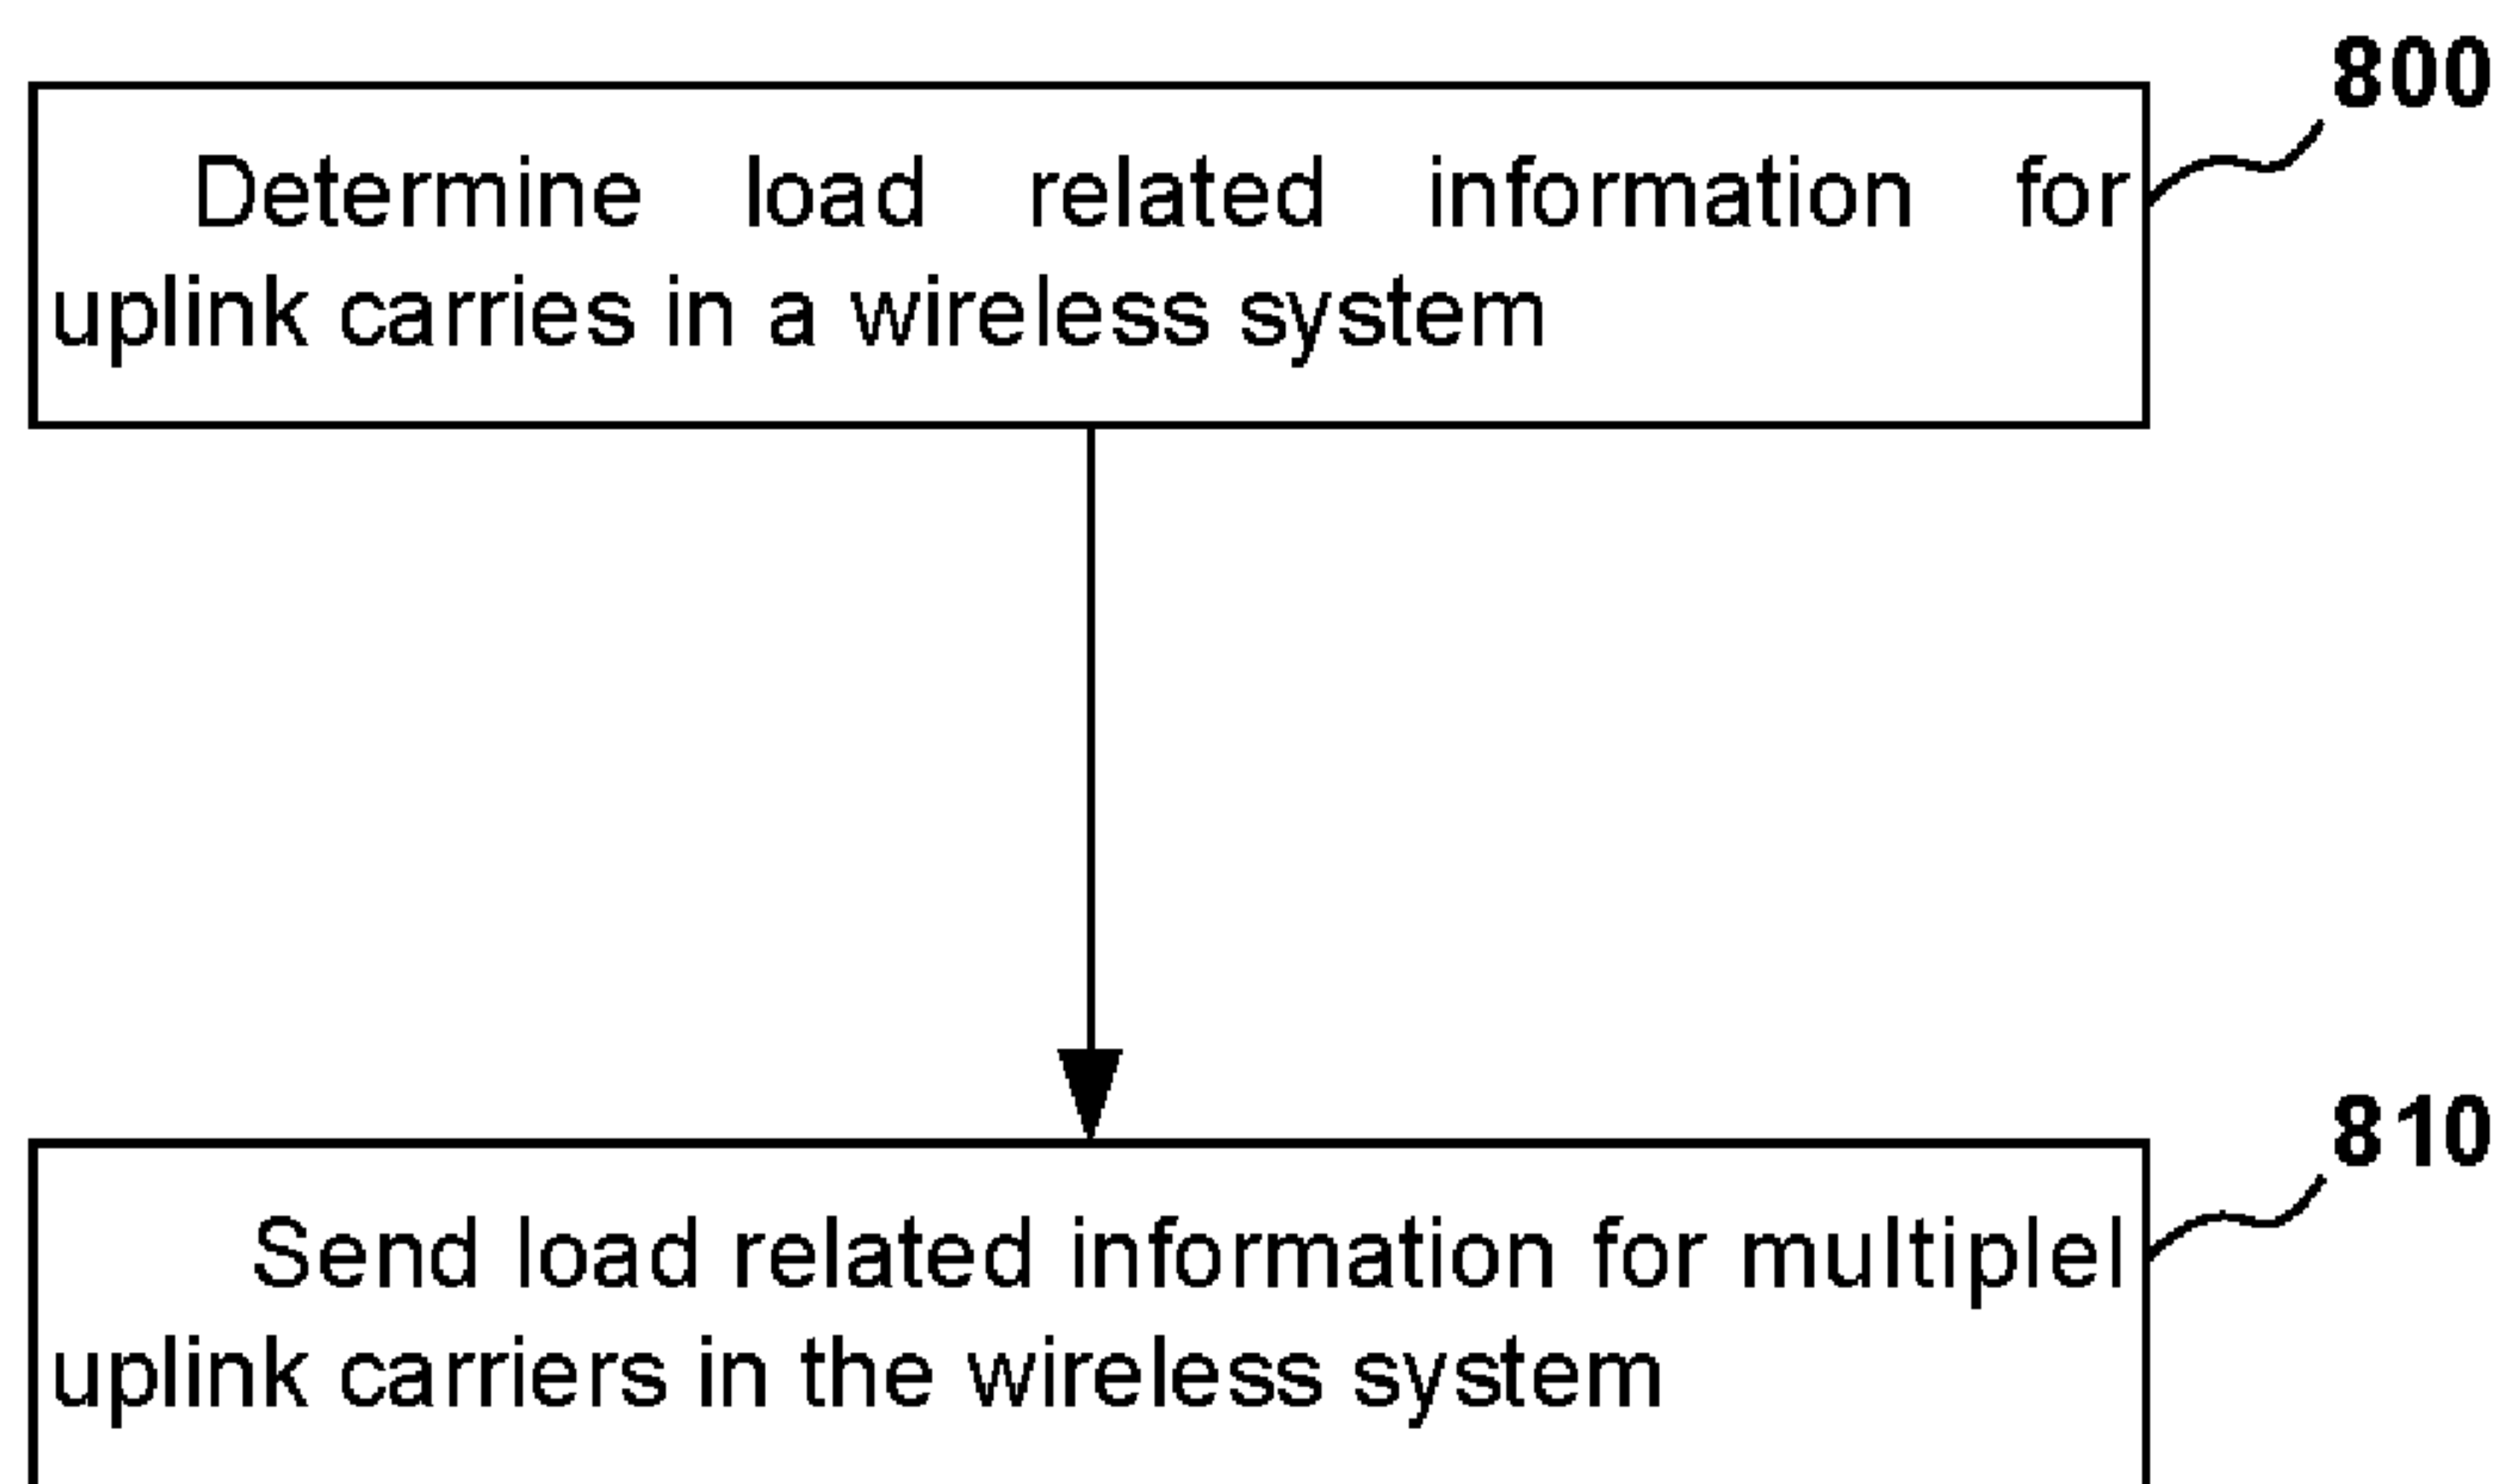 800
Determine load related information for
uplink carries in a wireless system
810
Send load related information for multiplel
uplink carriers in the wireless system